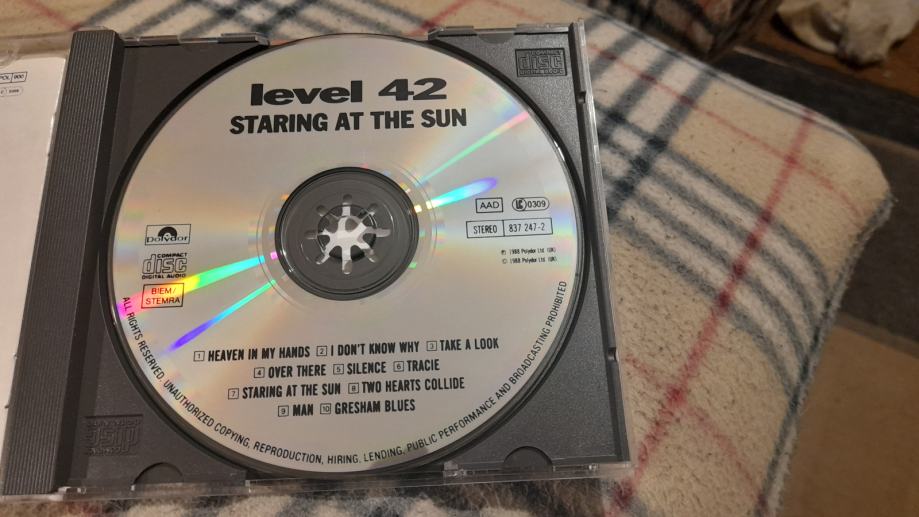 POL 900
COMPACT
disc
DIGITAL AUDIO
level 42
STARING AT THE SUN
AAD LC 0309
STEREO 837 247-2
℗ 1988 Polydor Ltd (UK)
© 1988 Polydor Ltd (UK)
Polydor
COMPACT
disc
DIGITAL AUDIO
BIEM/
STEMRA
1 HEAVEN IN MY HANDS 2 I DON'T KNOW WHY 3 TAKE A LOOK
4 OVER THERE 5 SILENCE 6 TRACIE
7 STARING AT THE SUN 8 TWO HEARTS COLLIDE
9 MAN 10 GRESHAM BLUES
ALL RIGHTS RESERVED. UNAUTHORIZED COPYING, REPRODUCTION, HIRING, LENDING, PUBLIC PERFORMANCE AND BROADCASTING PROHIBITED